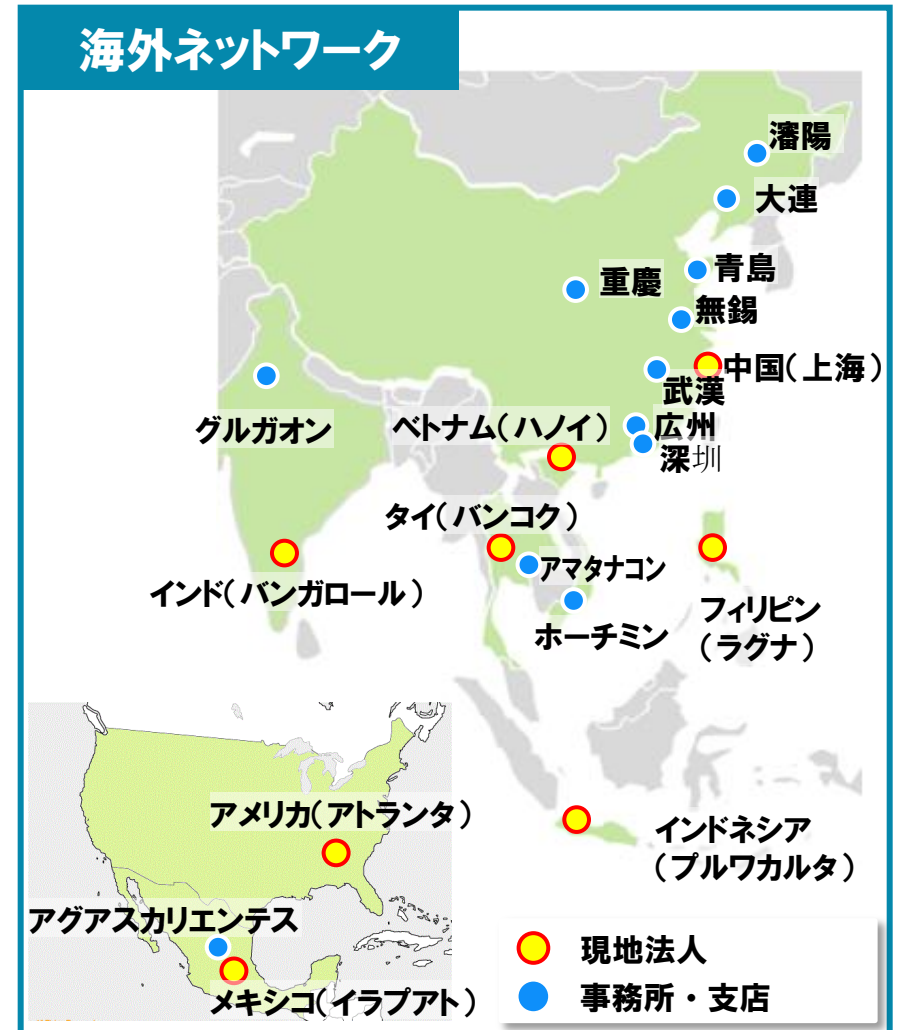 海外ネットワーク
瀋陽
大連
青島
重慶
無錫
中国(上海)
武漢
グルガオン
ベトナム(ハノイ)
広州
深圳
タイ(バンコク)
アマタナコン
インド(バンガロール)
ホーチミン
フィリピン
(ラグナ)
アメリカ(アトランタ)
インドネシア
(プルワカルタ)
アグアスカリエンテス
メキシコ(イラプアト)
現地法人
事務所・支店